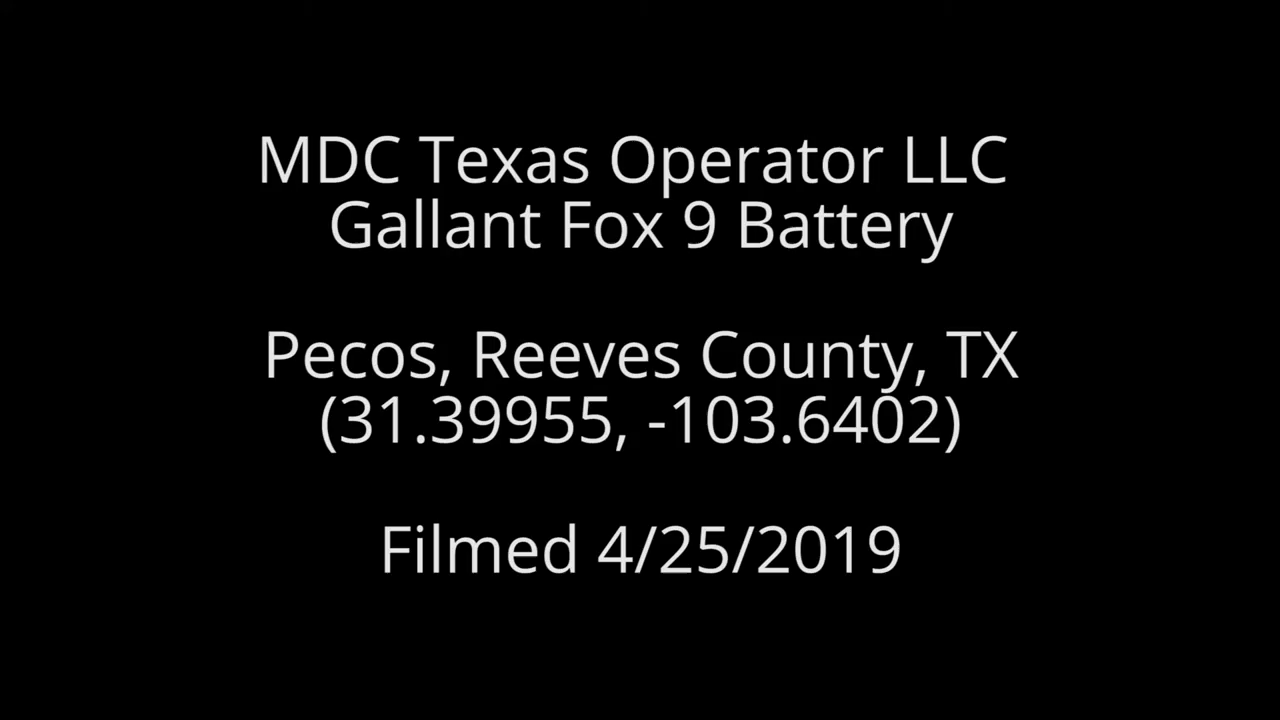 MDC Texas Operator LLC
Gallant Fox 9 Battery
Pecos, Reeves County, TX
(31.39955, -103.6402)
Filmed 4/25/2019